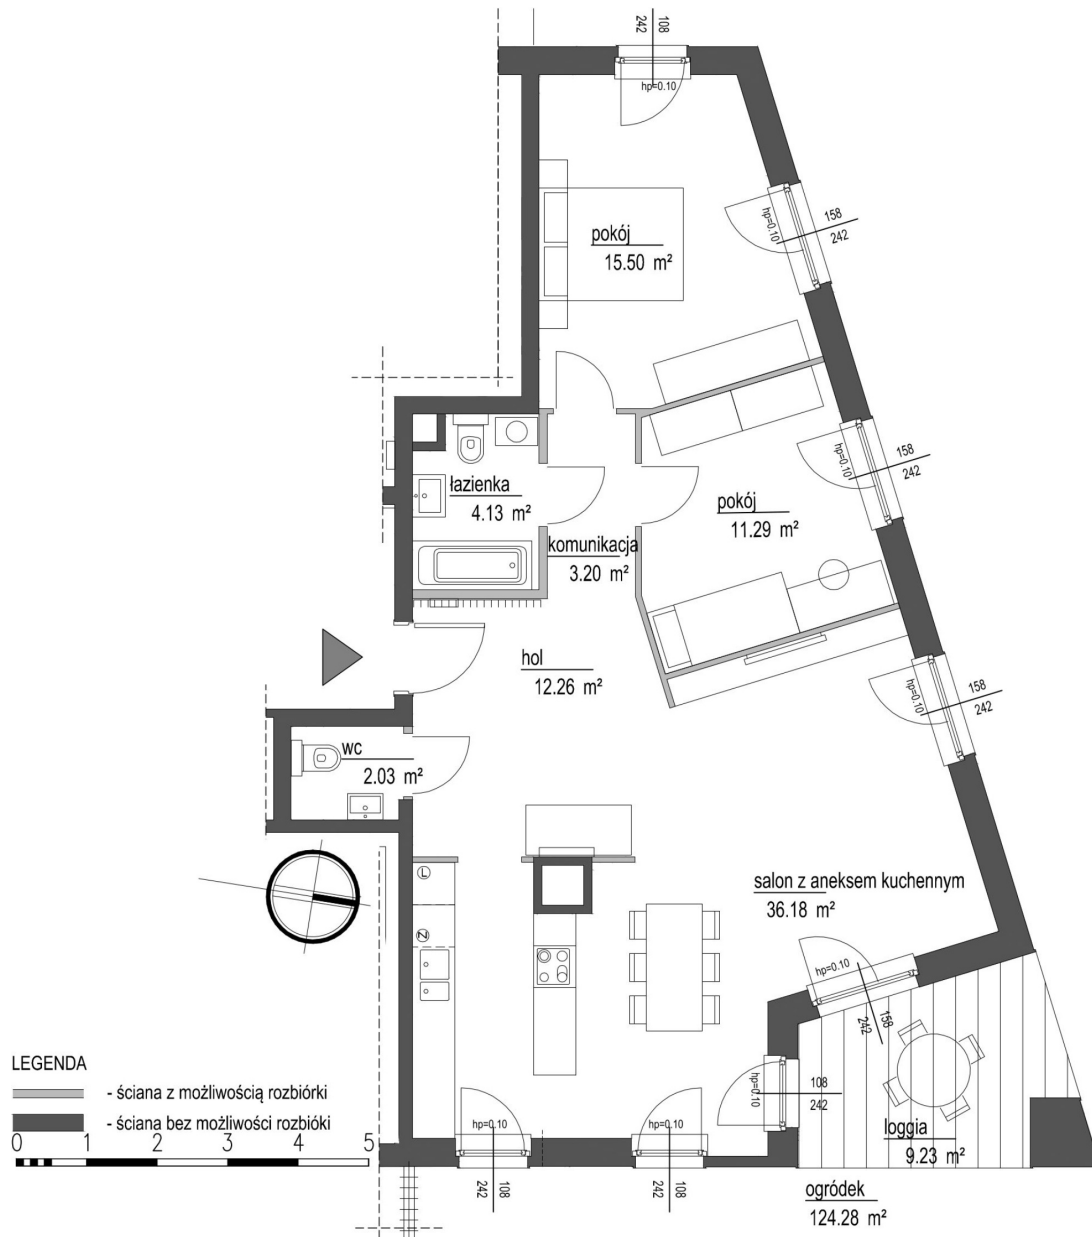 242
108
hp=0.10
pokój
15.50 m²
hp=0.10
158
242
łazienka
4.13 m²
pokój
11.29 m²
hp=0.10
158
242
komunikacja
3.20 m²
hol
12.26 m²
hp=0.10
158
242
wc
2.03 m²
L
Z
salon z aneksem kuchennym
36.18 m²
hp=0.10
242
158
hp=0.10
108
242
loggia
9.23 m²
LEGENDA
- ściana z możliwością rozbiórki
- ściana bez możliwości rozbióki
0 1 2 3 4 5
hp=0.10
242
108
hp=0.10
242
108
ogródek
124.28 m²